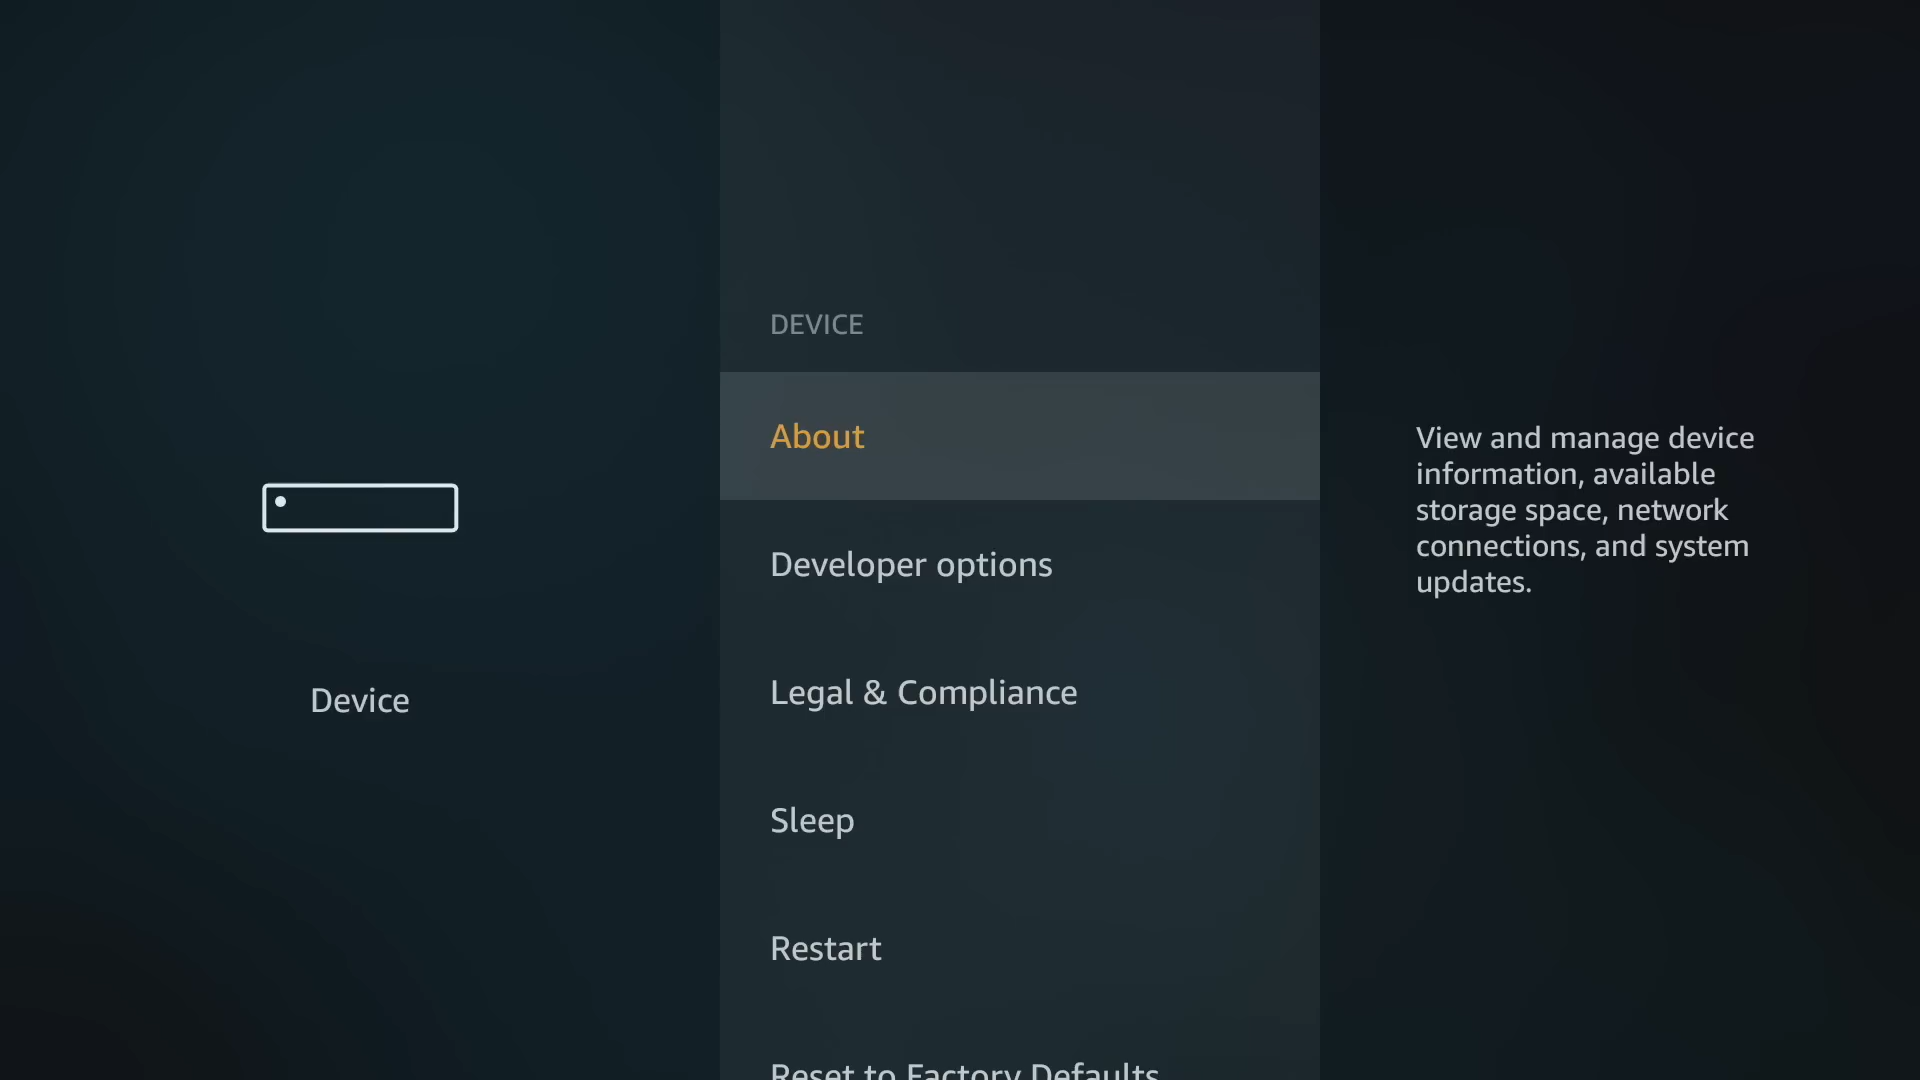 Device
DEVICE
About
Developer options
Legal & Compliance
Sleep
Restart
Reset to Factory Defaults
View and manage device
information, available
storage space, network
connections, and system
updates.